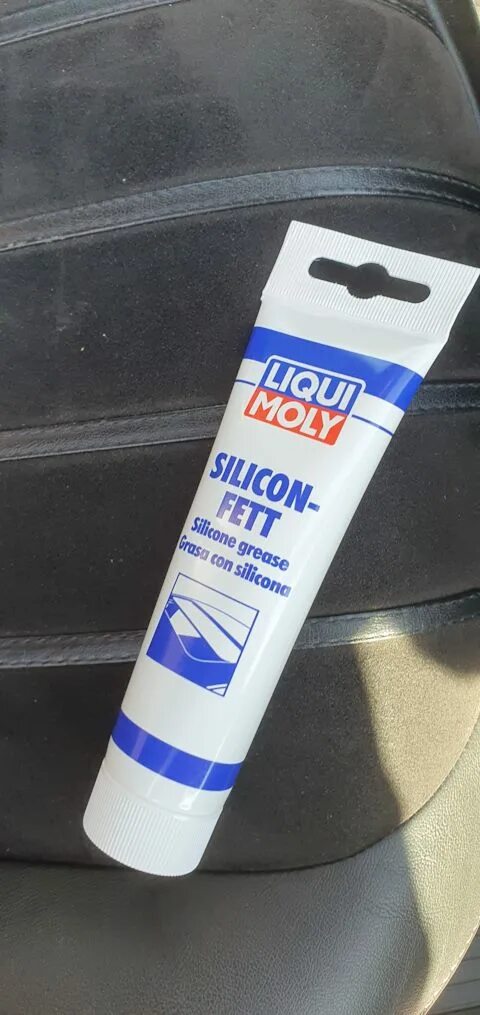 LIQUI
MOLY
SILICON-
FETT
Silicone grease
Grasa con silicona